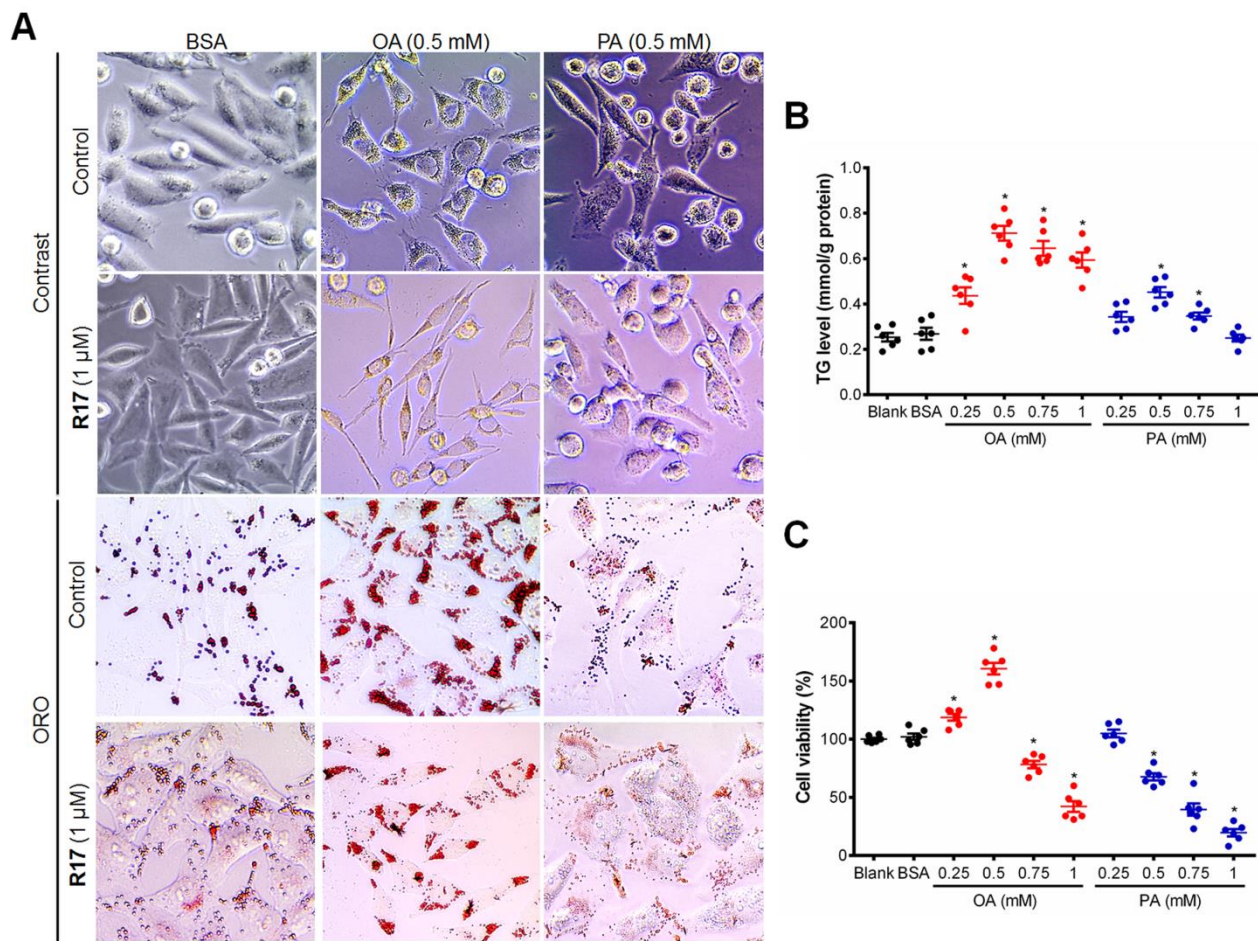 A
BSA
OA (0.5 mM)
PA (0.5 mM)
Contrast
Control
R17 (1 µM)
ORO
Control
R17 (1 µM)
B
TG level (mmol/g protein)
1.0
0.8
0.6
0.4
0.2
0.0
Blank BSA 0.25 0.5 0.75 1 0.25 0.5 0.75 1
OA (mM) PA (mM)
* * * * * *
C
Cell viability (%)
200
150
100
50
0
Blank BSA 0.25 0.5 0.75 1 0.25 0.5 0.75 1
OA (mM) PA (mM)
* * * * * * *